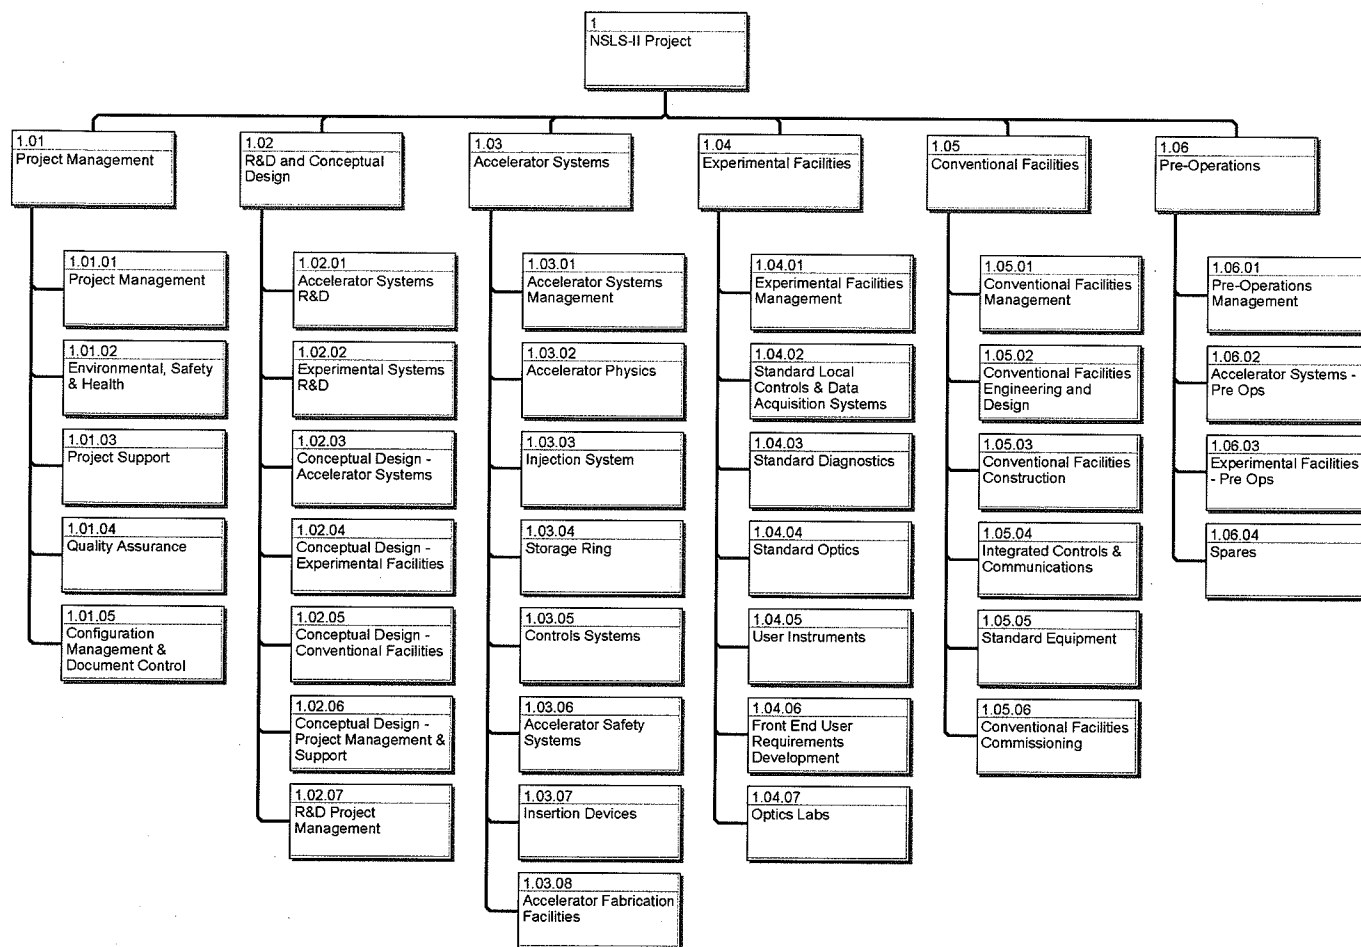 1
NSLS-II Project
1.01
Project Management
1.02
R&D and Conceptual
Design
1.03
Accelerator Systems
1.04
Experimental Facilities
1.05
Conventional Facilities
1.06
Pre-Operations
1.01.01
Project Management
1.01.02
Environmental, Safety
& Health
1.01.03
Project Support
1.01.04
Quality Assurance
1.01.05
Configuration
Management &
Document Control
1.02.01
Accelerator Systems
R&D
1.02.02
Experimental Systems
R&D
1.02.03
Conceptual Design -
Accelerator Systems
1.02.04
Conceptual Design -
Experimental Facilities
1.02.05
Conceptual Design -
Conventional Facilities
1.02.06
Conceptual Design -
Project Management &
Support
1.02.07
R&D Project
Management
1.03.01
Accelerator Systems
Management
1.03.02
Accelerator Physics
1.03.03
Injection System
1.03.04
Storage Ring
1.03.05
Controls Systems
1.03.06
Accelerator Safety
Systems
1.03.07
Insertion Devices
1.03.08
Accelerator Fabrication
Facilities
1.04.01
Experimental Facilities
Management
1.04.02
Standard Local
Controls & Data
Acquisition Systems
1.04.03
Standard Diagnostics
1.04.04
Standard Optics
1.04.05
User Instruments
1.04.06
Front End User
Requirements
Development
1.04.07
Optics Labs
1.05.01
Conventional Facilities
Management
1.05.02
Conventional Facilities
Engineering and
Design
1.05.03
Conventional Facilities
Construction
1.05.04
Integrated Controls &
Communications
1.05.05
Standard Equipment
1.05.06
Conventional Facilities
Commissioning
1.06.01
Pre-Operations
Management
1.06.02
Accelerator Systems -
Pre Ops
1.06.03
Experimental Facilities
- Pre Ops
1.06.04
Spares